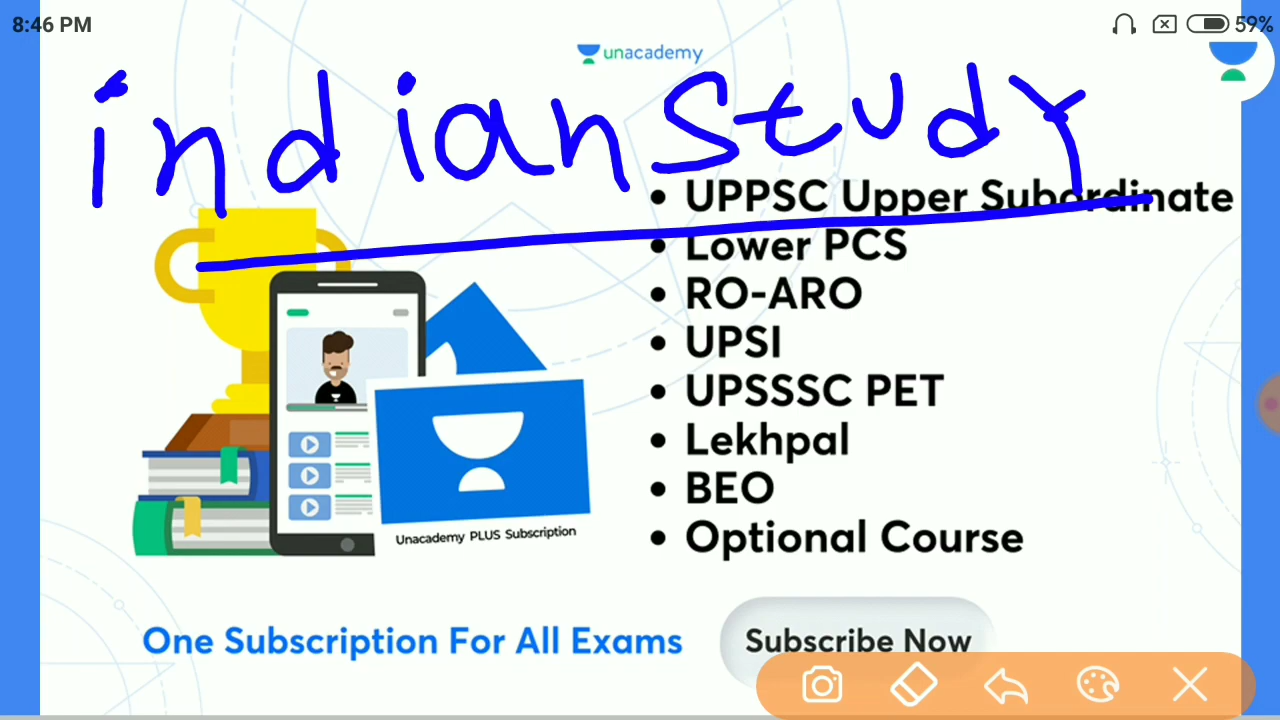 8:46 PM
59%
unacademy
indianstudy
UPPSC Upper Subordinate
Lower PCS
RO-ARO
UPSI
UPSSSC PET
Lekhpal
BEO
Optional Course
Unacademy PLUS Subscription
One Subscription For All Exams
Subscribe Now